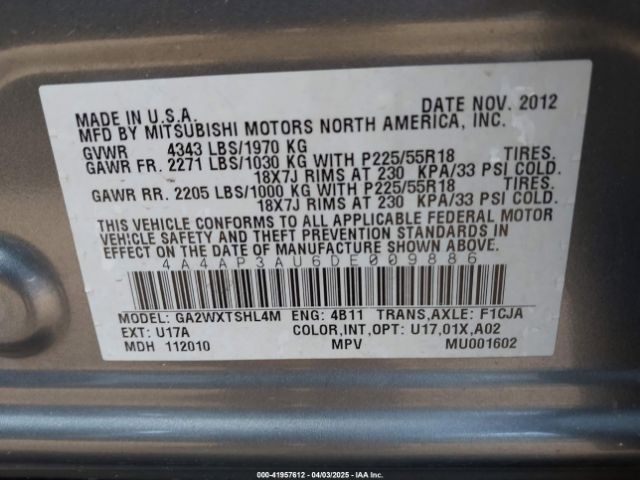 MADE IN U.S.A. DATE NOV. 2012
MFD BY MITSUBISHI MOTORS NORTH AMERICA, INC.
GVWR 4343 LBS/1970 KG
GAWR FR. 2271 LBS/1030 KG WITH P225/55R18 TIRES.
18X7J RIMS AT 230 KPA/33 PSI COLD.
GAWR RR. 2205 LBS/1000 KG WITH P225/55R18 TIRES.
18X7J RIMS AT 230 KPA/33 PSI COLD.
THIS VEHICLE CONFORMS TO ALL APPLICABLE FEDERAL MOTOR
VEHICLE SAFETY AND THEFT PREVENTION STANDARDS IN
EFFECT ON THE DATE OF MANUFACTURE SHOWN ABOVE.
4A4AP3AU6DE009886
MODEL: GA2WXTSHL4M ENG: 4B11 TRANS,AXLE: F1CJA
EXT: U17A COLOR,INT,OPT: U17,01X,A02
MDH 112010 MPV MU001602
000-41957612 - 04/03/2025 - IAA Inc.